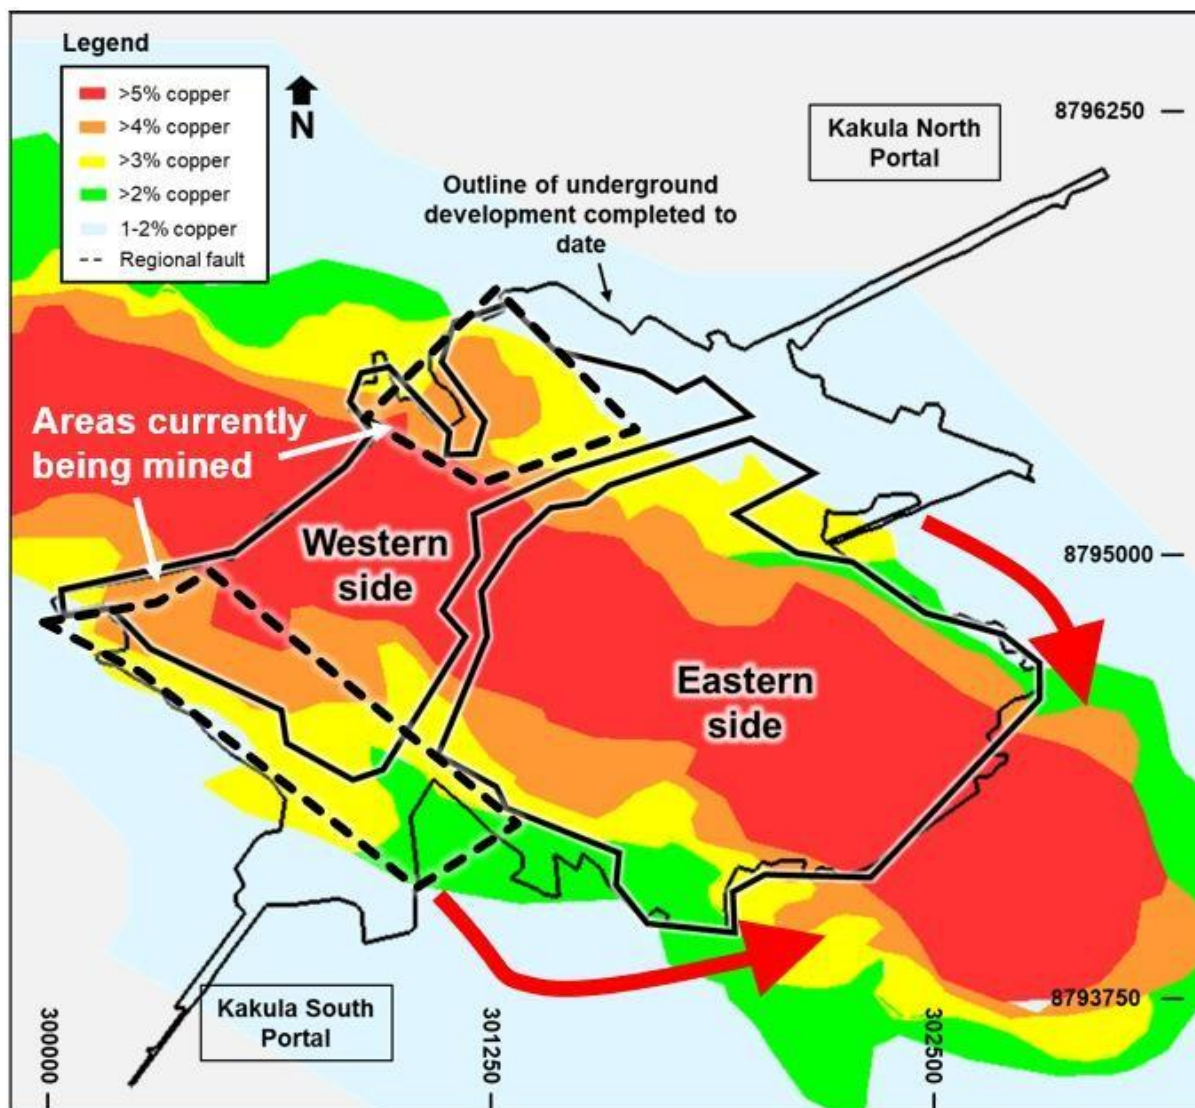 Legend
>5% copper
>4% copper
>3% copper
>2% copper
1-2% copper
Regional fault
N
Kakula North
Portal
8796250
Outline of underground
development completed to
date
Areas currently
being mined
Western
side
8795000
Eastern
side
Kakula South
Portal
8793750
300000
301250
302500